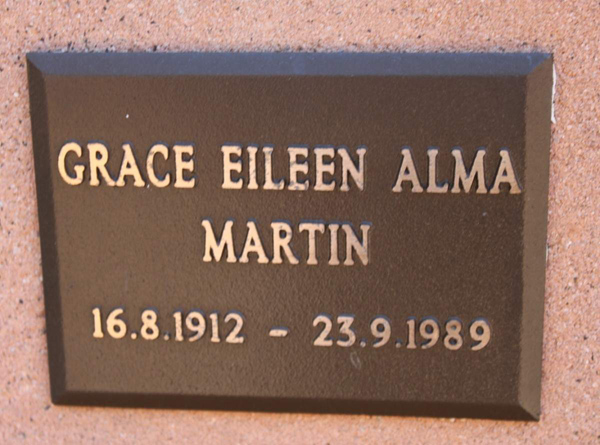 GRACE EILEEN ALMA
MARTIN
16.8.1912 - 23.9.1989